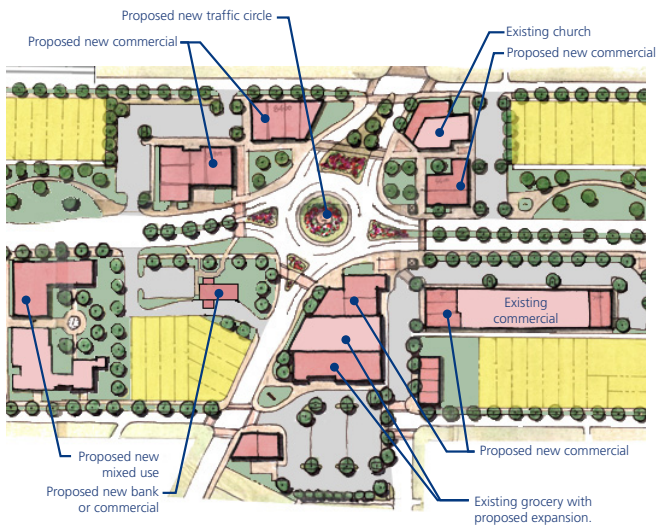 Proposed new traffic circle
Proposed new commercial
Existing church
Proposed new commercial
Existing
commercial
Proposed new
mixed use
Proposed new bank
or commercial
Proposed new commercial
Existing grocery with
proposed expansion.